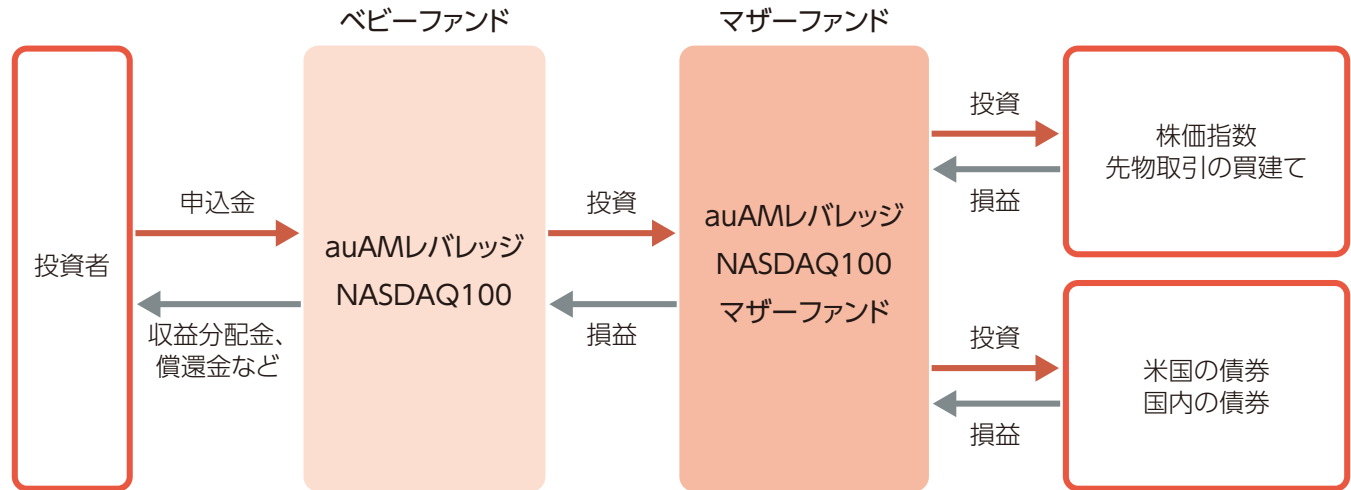 ベビーファンド
マザーファンド
投資者
申込金
収益分配金、
償還金など
auAMレバレッジ
NASDAQ100
投資
損益
auAMレバレッジ
NASDAQ100
マザーファンド
投資
損益
株価指数
先物取引の買建て
投資
損益
米国の債券
国内の債券